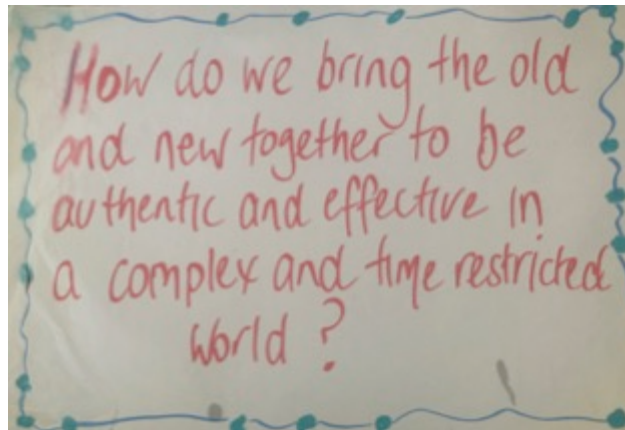 How do we bring the old
and new together to be
authentic and effective in
a complex and time restricted
world?